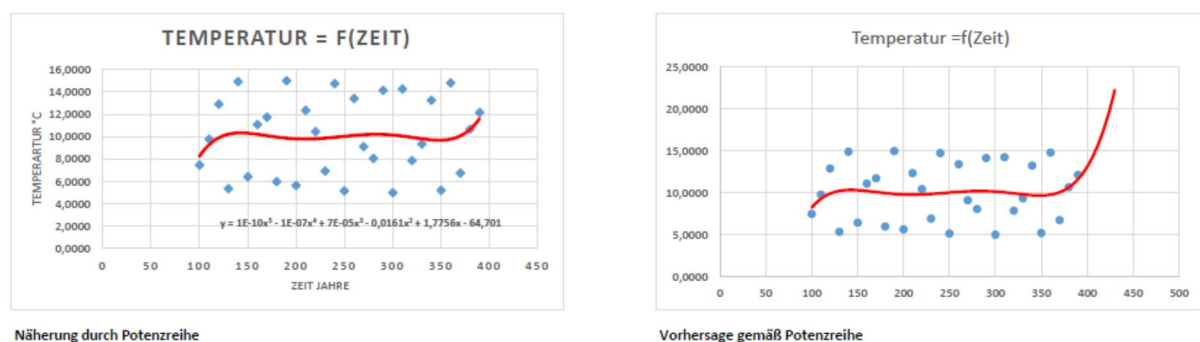 TEMPERATUR = F(ZEIT)
16,0000
14,0000
12,0000
10,0000
8,0000
6,0000
4,0000
2,0000
0,0000
TEMPERARTUR °C
y = 1E-10x⁵ - 1E-07x⁴ + 7E-05x³ - 0,0161x² + 1,7756x - 64,701
0 50 100 150 200 250 300 350 400 450
ZEIT JAHRE
Näherung durch Potenzreihe
Temperatur =f(Zeit)
25,0000
20,0000
15,0000
10,0000
5,0000
0,0000
0 50 100 150 200 250 300 350 400 450 500
Vorhersage gemäß Potenzreihe